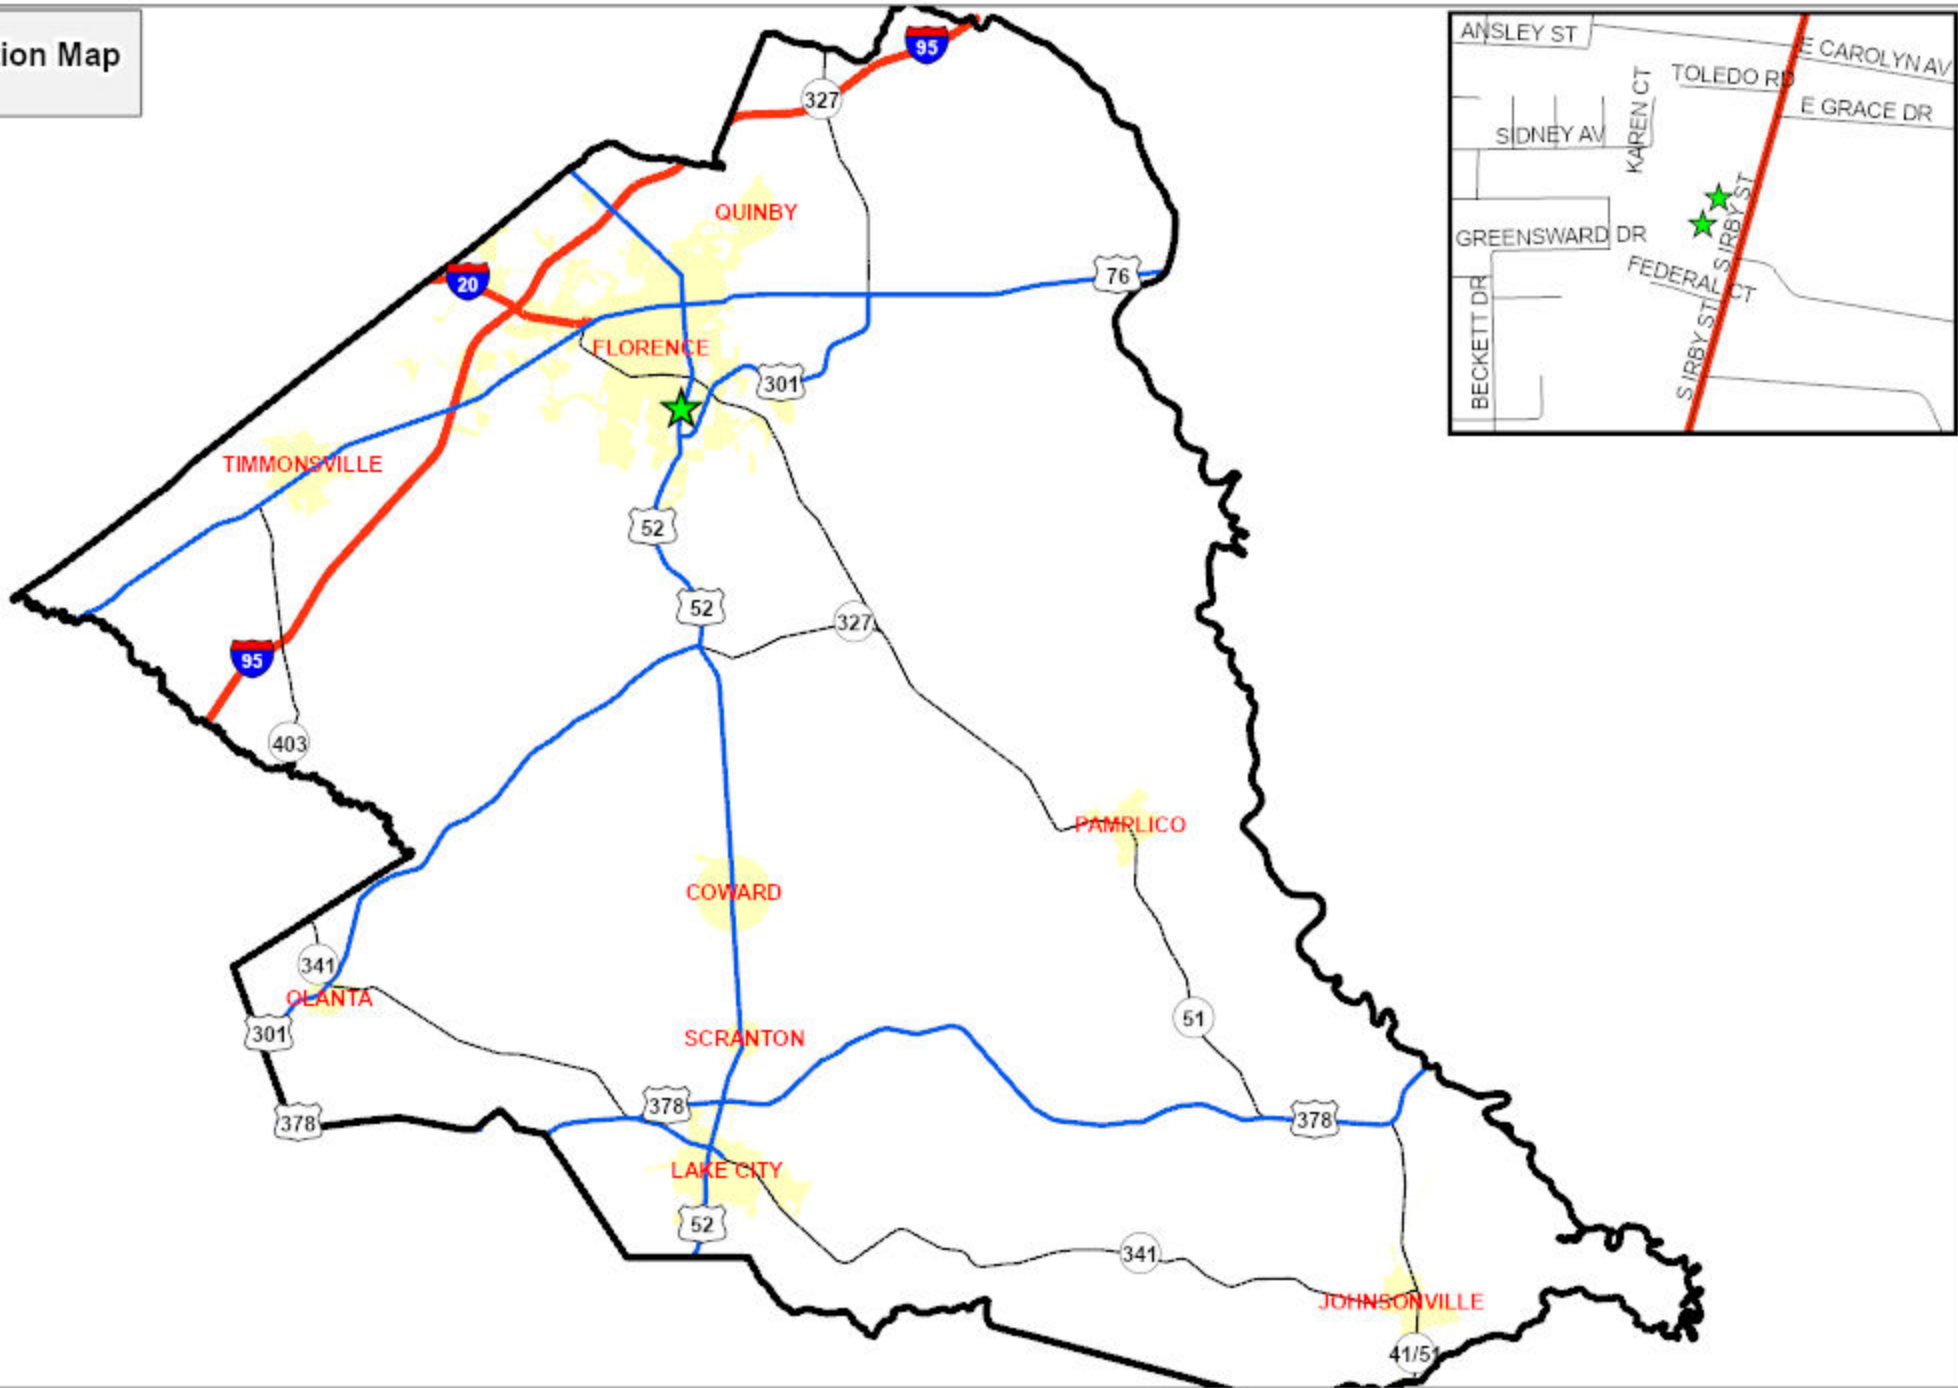 ion Map
95
327
QUINBY
20
76
FLORENCE
301
TIMMONSVILLE
52
52
327
95
403
PAMPLICO
COWARD
341
OLANTA
301
51
SCRANTON
378
378
378
LAKE CITY
52
341
JOHNSONVILLE
41/51
ANSLEY ST
E CAROLYN AV
TOLEDO RD
KAREN CT
E GRACE DR
SIDNEY AV
S IRBY ST
GREENSWARD DR
FEDERAL CT
BECKETT DR
S IRBY ST